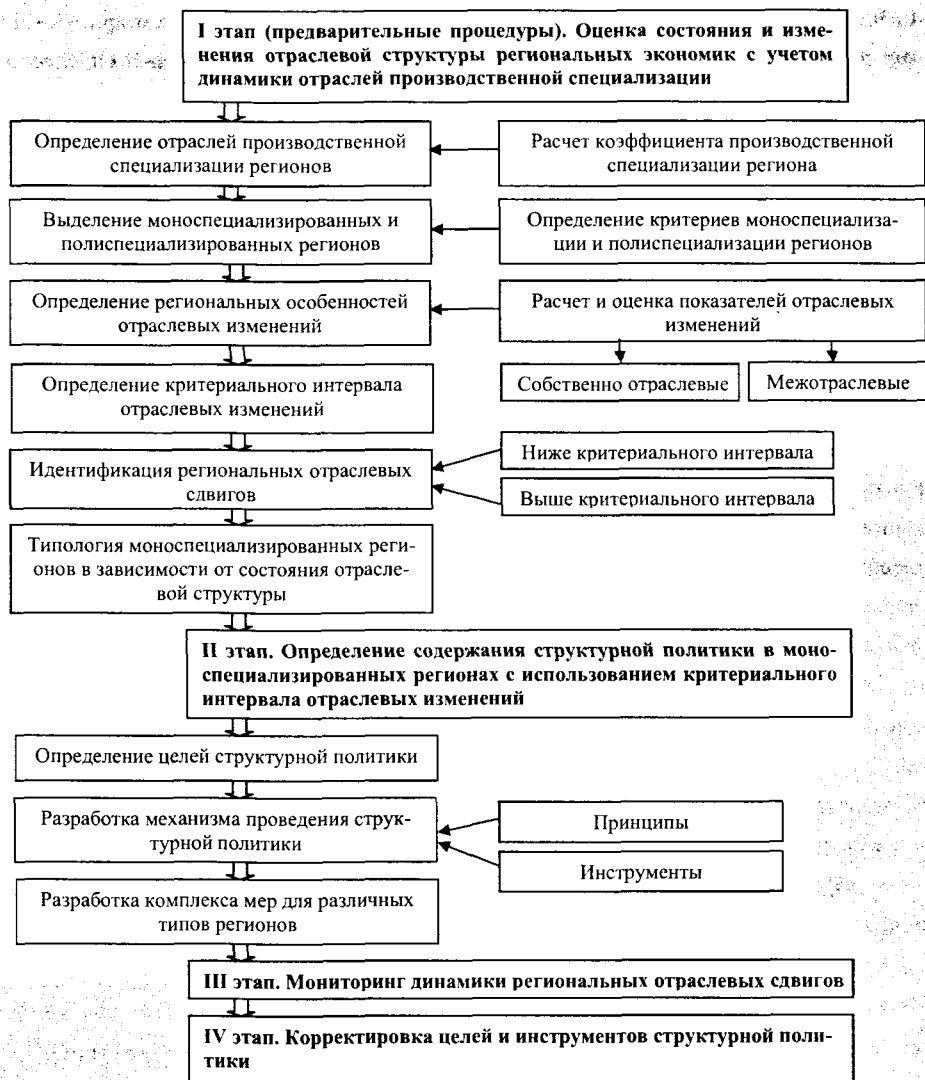 I этап (предварительные процедуры). Оценка состояния и изме-
нения отраслевой структуры региональных экономик с учетом
динамики отраслей производственной специализации
Определение отраслей производственной
специализации регионов
Расчет коэффициента производственной
специализации региона
Выделение моноспециализированных и
полиспециализированных регионов
Определение критериев моноспециализа-
ции и полиспециализации регионов
Определение региональных особенностей
отраслевых изменений
Расчет и оценка показателей отраслевых
изменений
Собственно отраслевые
Межотраслевые
Определение критериального интервала
отраслевых изменений
Идентификация региональных отраслевых
сдвигов
Ниже критериального интервала
Выше критериального интервала
Типология моноспециализированных реги-
онов в зависимости от состояния отрасле-
вой структуры
II этап. Определение содержания структурной политики в моно-
специализированных регионах с использованием критериального
интервала отраслевых изменений
Определение целей структурной политики
Разработка механизма проведения струк-
турной политики
Принципы
Инструменты
Разработка комплекса мер для различных
типов регионов
III этап. Мониторинг динамики региональных отраслевых сдвигов
IV этап. Корректировка целей и инструментов структурной поли-
тики